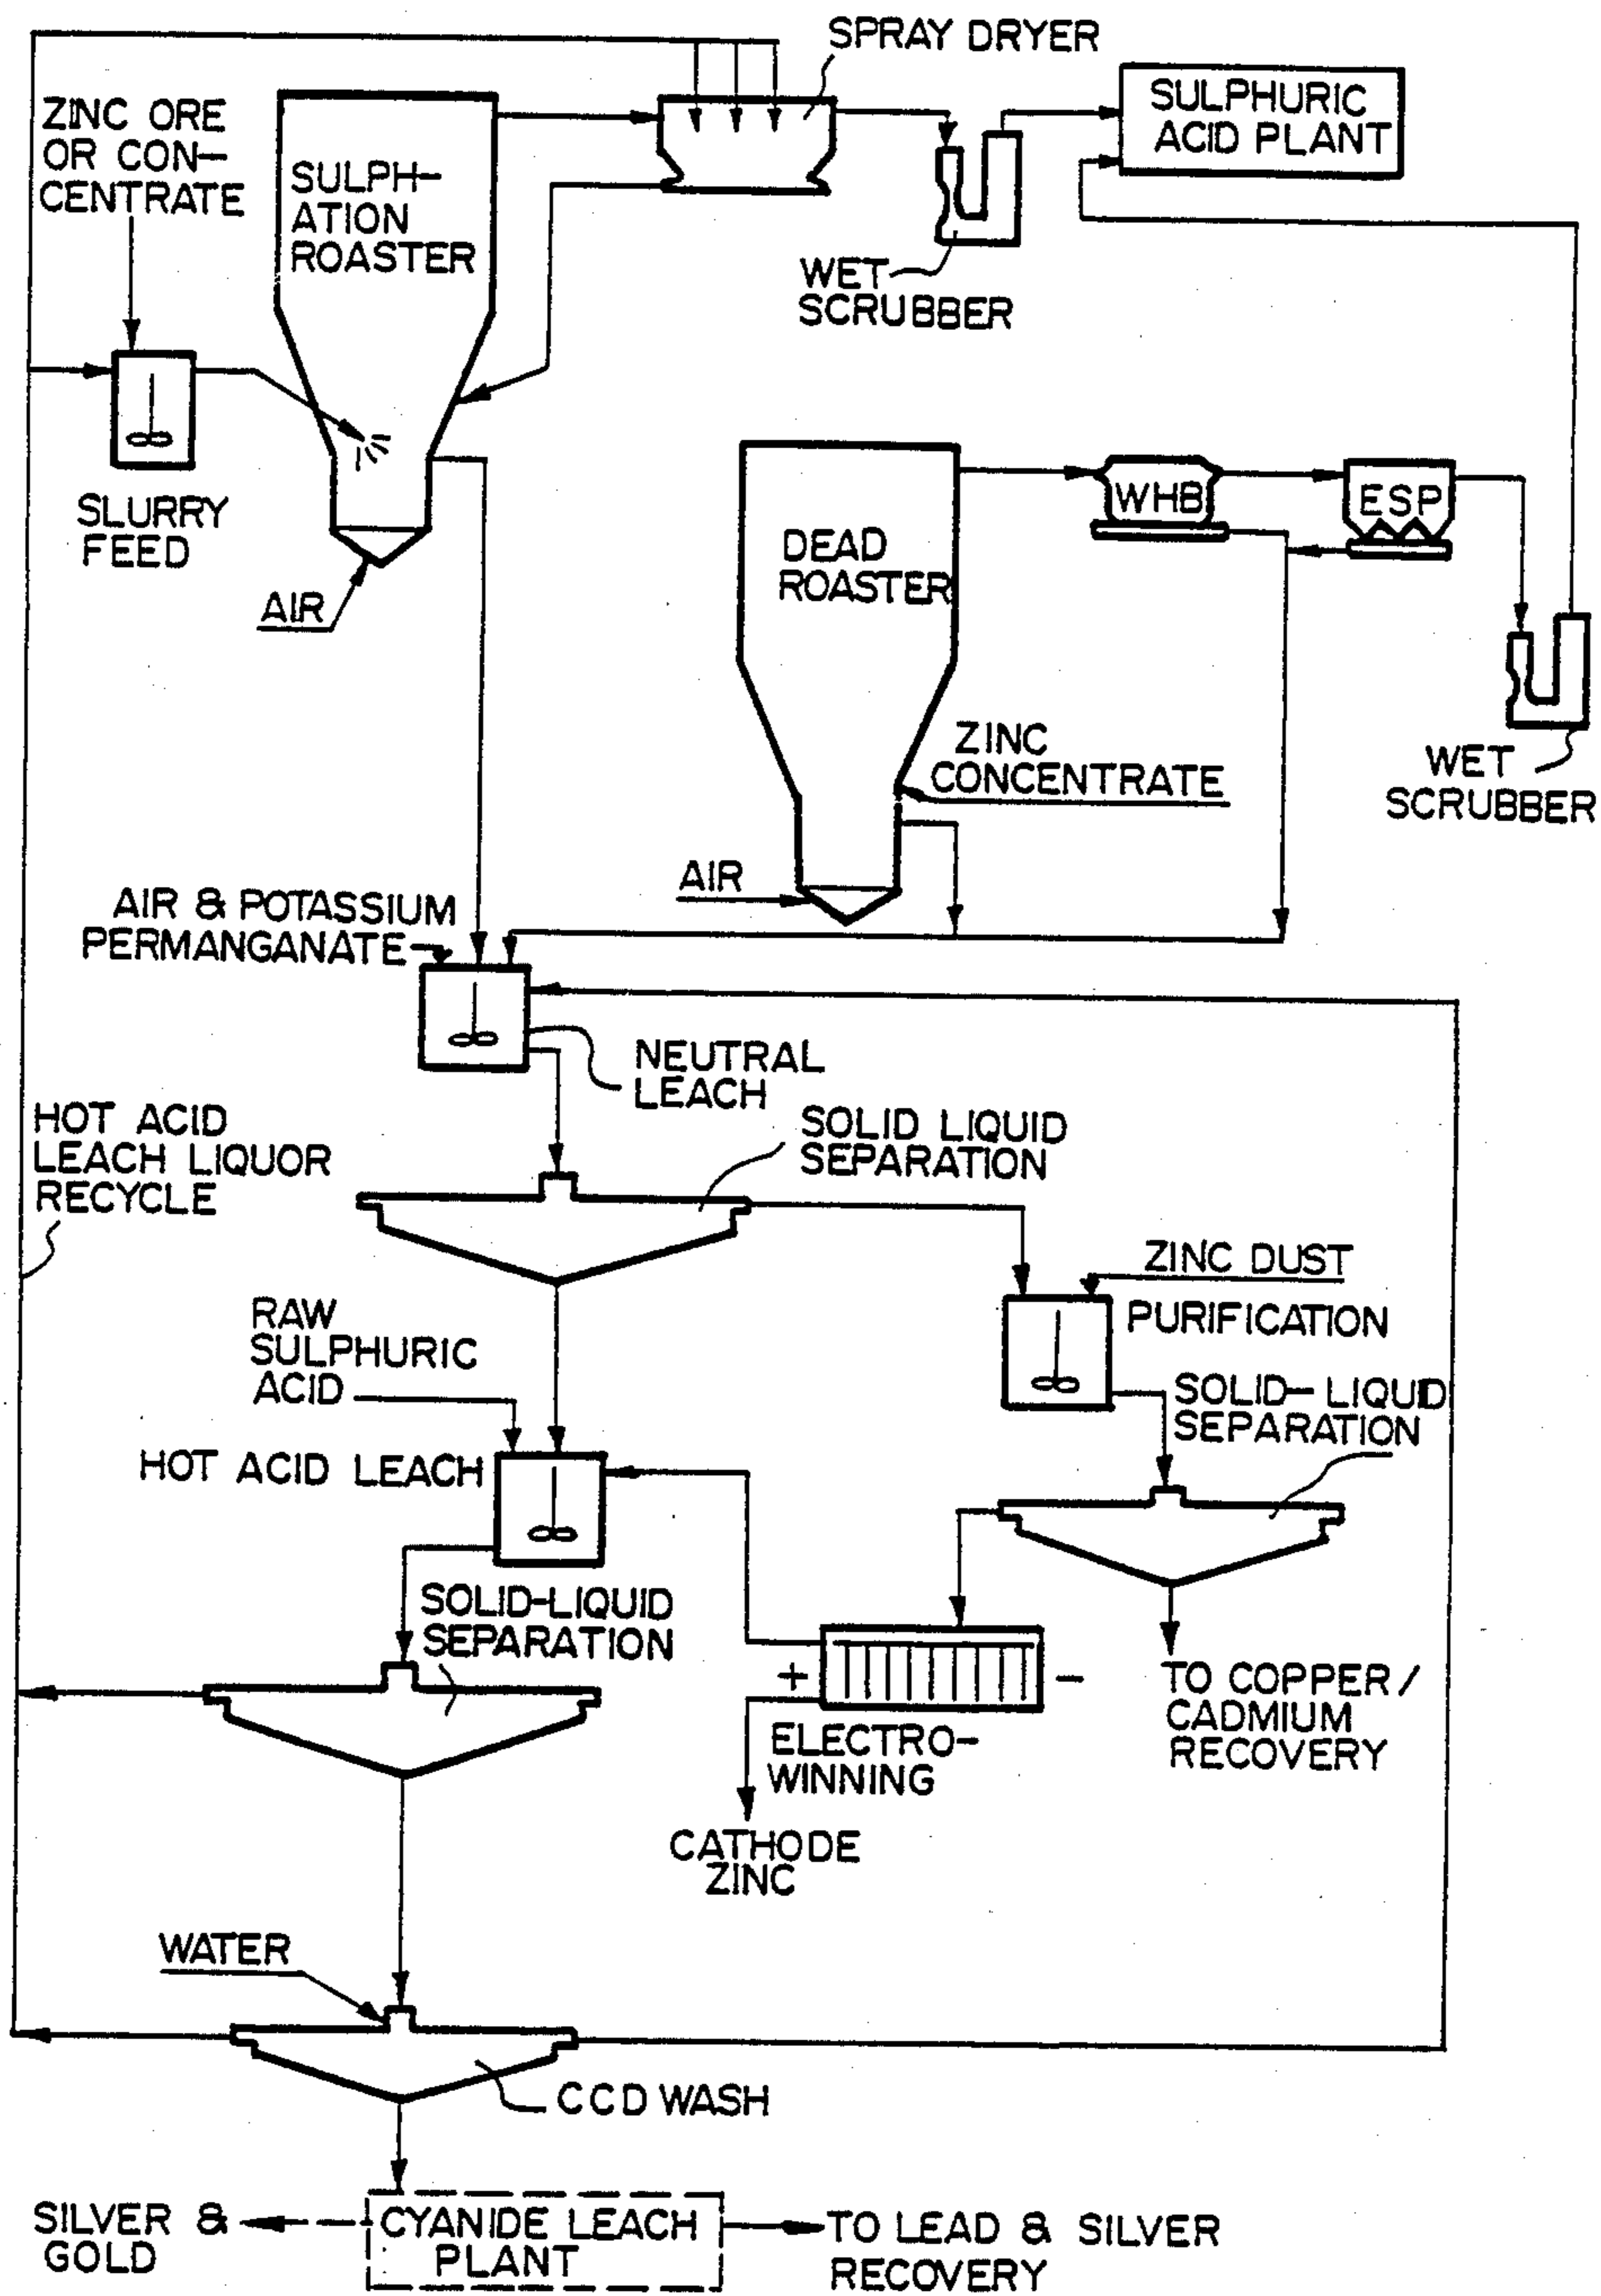 SPRAY DRYER
ZINC ORE
OR CON-
CENTRATE
SULPH-
ATION
ROASTER
SULPHURIC
ACID PLANT
WET
SCRUBBER
SLURRY
FEED
AIR
DEAD
ROASTER
WHB
ESP
ZINC
CONCENTRATE
WET
SCRUBBER
AIR
AIR & POTASSIUM
PERMANGANATE
NEUTRAL
LEACH
HOT ACID
LEACH LIQUOR
RECYCLE
SOLID LIQUID
SEPARATION
ZINC DUST
PURIFICATION
RAW
SULPHURIC
ACID
SOLID-LIQUID
SEPARATION
HOT ACID LEACH
SOLID-LIQUID
SEPARATION
+
-
ELECTRO-
WINNING
TO COPPER/
CADMIUM
RECOVERY
CATHODE
ZINC
WATER
CCD WASH
SILVER &
GOLD
CYANIDE LEACH
PLANT
TO LEAD & SILVER
RECOVERY